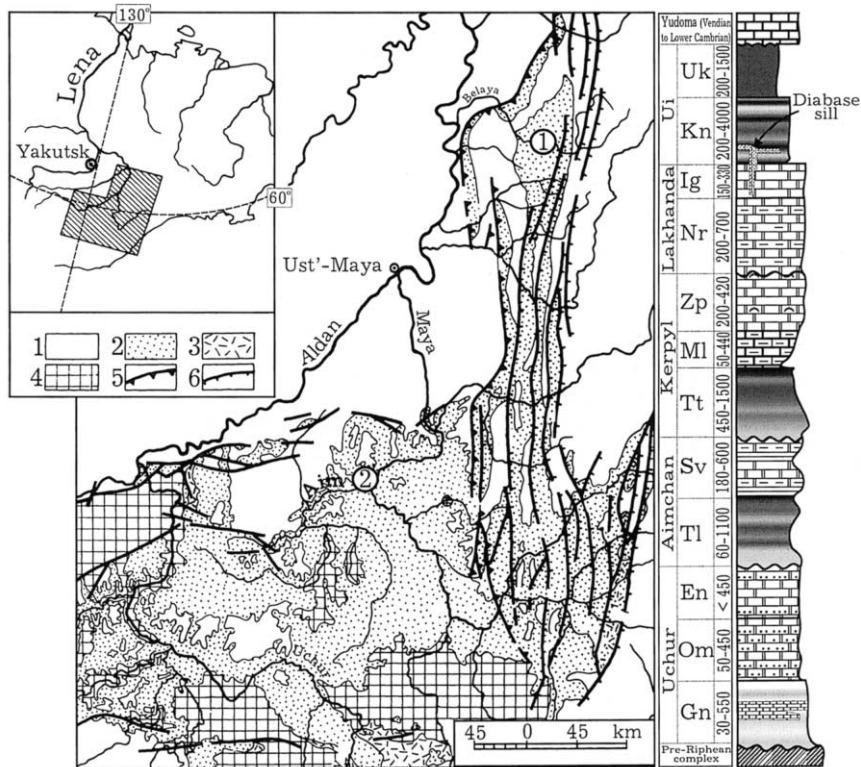 130°
Lena
Yakutsk
60°
1 2 3
4 5 6
Belaya
1
Ust'-Maya
Aldan
Maya
Aim
2
Uchur
45 0 45
km
Yudoma (Vendian
to Lower Cambrian)
Ui
Uk
200-1500
Kn
200-4000
Diabase
sill
Lakhanda
Ig
150-330
Nr
200-700
Kerpyl
Zp
200-420
Ml
50-440
Tt
450-1500
Aimchan
Sv
180-600
Tl
60-1100
Uchur
En
< 450
Om
50-450
Gn
30-550
Pre-Riphean
complex